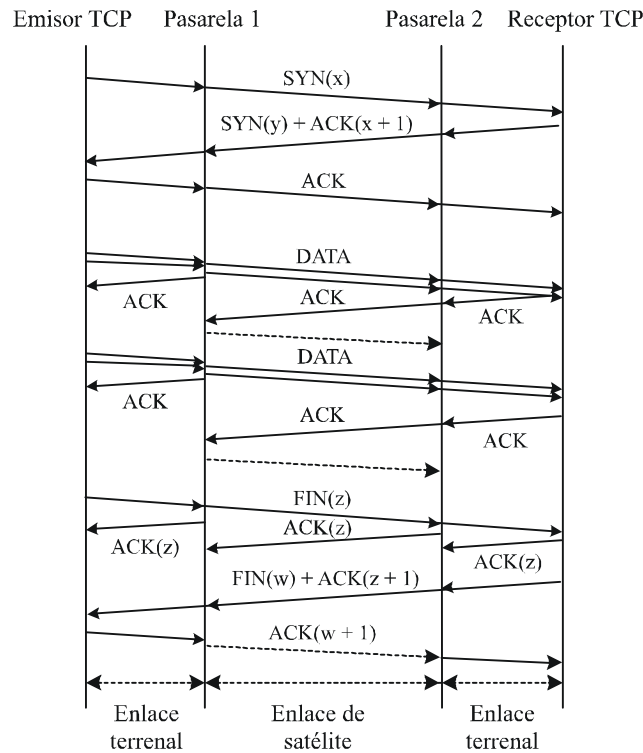 Emisor TCP Pasarela 1 Pasarela 2 Receptor TCP
SYN(x)
SYN(y) + ACK(x + 1)
ACK
DATA
ACK
ACK
ACK
DATA
ACK
ACK
ACK
FIN(z)
ACK(z)
ACK(z)
ACK(z)
FIN(w) + ACK(z + 1)
ACK(w + 1)
Enlace terrenal
Enlace de satélite
Enlace terrenal